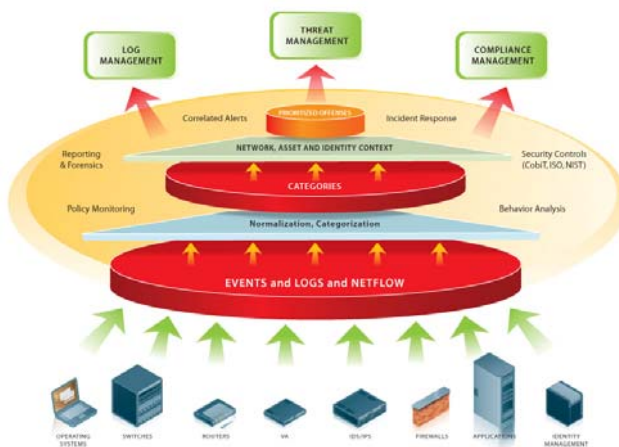 LOG
MANAGEMENT
THREAT
MANAGEMENT
COMPLIANCE
MANAGEMENT
Correlated Alerts
PRIORITIZED OFFENSES
Incident Response
Reporting
& Forensics
NETWORK, ASSET AND IDENTITY CONTEXT
Security Controls
(CobiT, ISO, NIST)
CATEGORIES
Policy Monitoring
Normalization, Categorization
Behavior Analysis
EVENTS and LOGS and NETFLOW
OPERATING
SYSTEMS
SWITCHES
ROUTERS
VA
IDS/IPS
FIREWALLS
APPLICATIONS
IDENTITY
MANAGEMENT